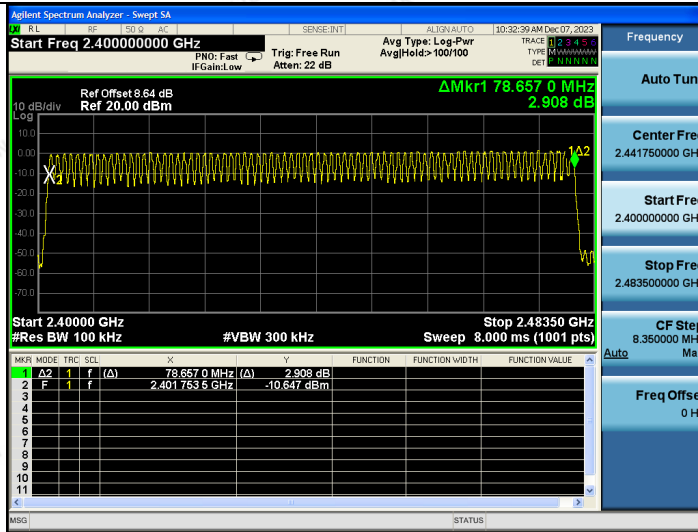 Agilent Spectrum Analyzer - Swept SA
LXI RL RF 50 Ω AC SENSE:INT ALIGN AUTO 10:32:39 AM Dec 07, 2023
Start Freq 2.400000000 GHz
PNO: Fast
IFGain:Low
Trig: Free Run
Atten: 22 dB
Avg Type: Log-Pwr
Avg|Hold:>100/100
TRACE 1 2 3 4 5 6
TYPE MWWWWW
DET P N N N N N
Ref Offset 8.64 dB
Ref 20.00 dBm
10 dB/div
Log
ΔMkr1 78.657 0 MHz
2.908 dB
10.0
0.00
-10.0
-20.0
-30.0
-40.0
-50.0
-60.0
-70.0
X2
1Δ2
Start 2.40000 GHz
Stop 2.48350 GHz
#Res BW 100 kHz
#VBW 300 kHz
Sweep 8.000 ms (1001 pts)
MKR MODE TRC SCL X Y FUNCTION FUNCTION WIDTH FUNCTION VALUE
1 Δ2 1 f (Δ) 78.657 0 MHz (Δ) 2.908 dB
2 F 1 f 2.401 753 5 GHz -10.647 dBm
3
4
5
6
7
8
9
10
11
MSG
STATUS
Frequency
Auto Tun
Center Fre
2.441750000 GH
Start Fre
2.400000000 GH
Stop Fre
2.483500000 GH
CF Ste
8.350000 MH
Auto Ma
Freq Offse
0 H